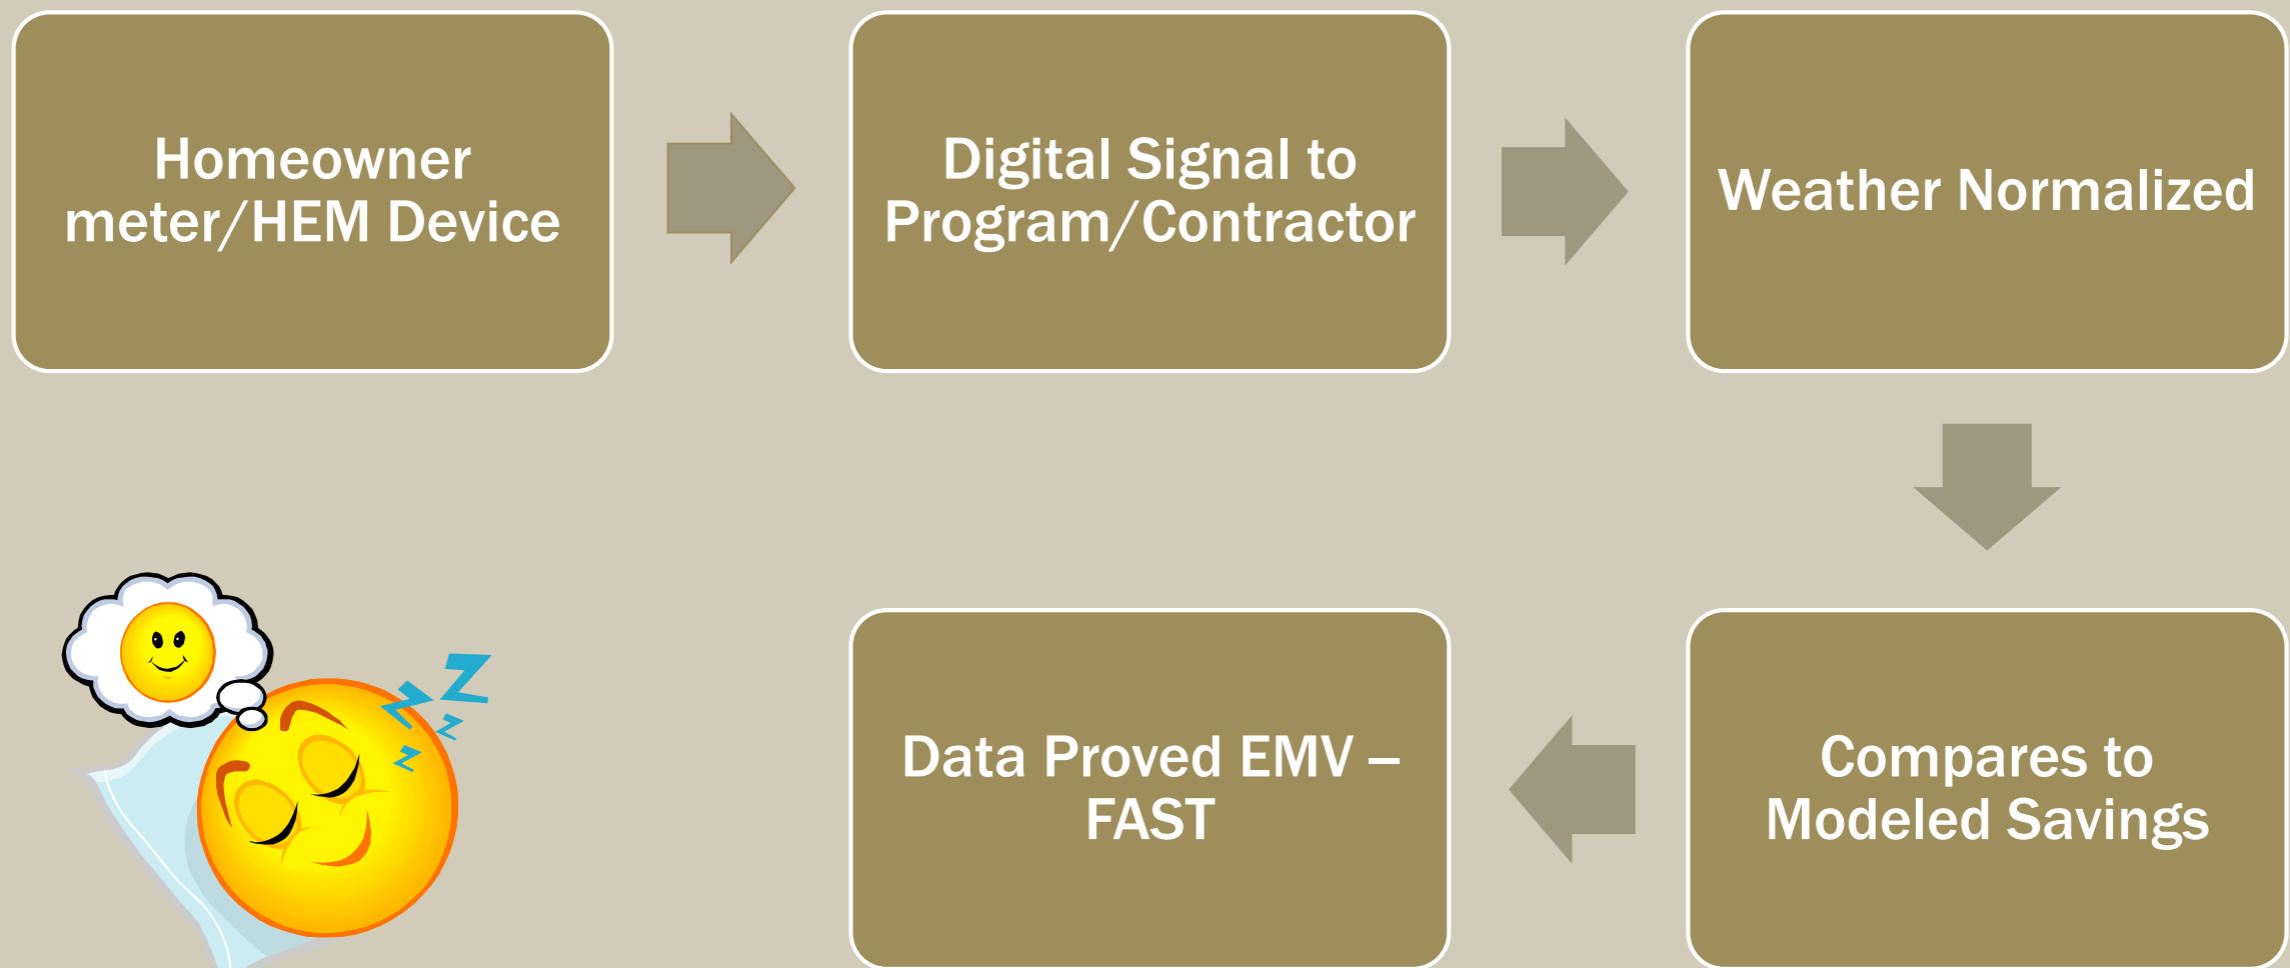 Homeowner
meter/HEM Device
Digital Signal to
Program/Contractor
Weather Normalized
Compares to
Modeled Savings
Data Proved EMV –
FAST
Z
Z
Z
Z